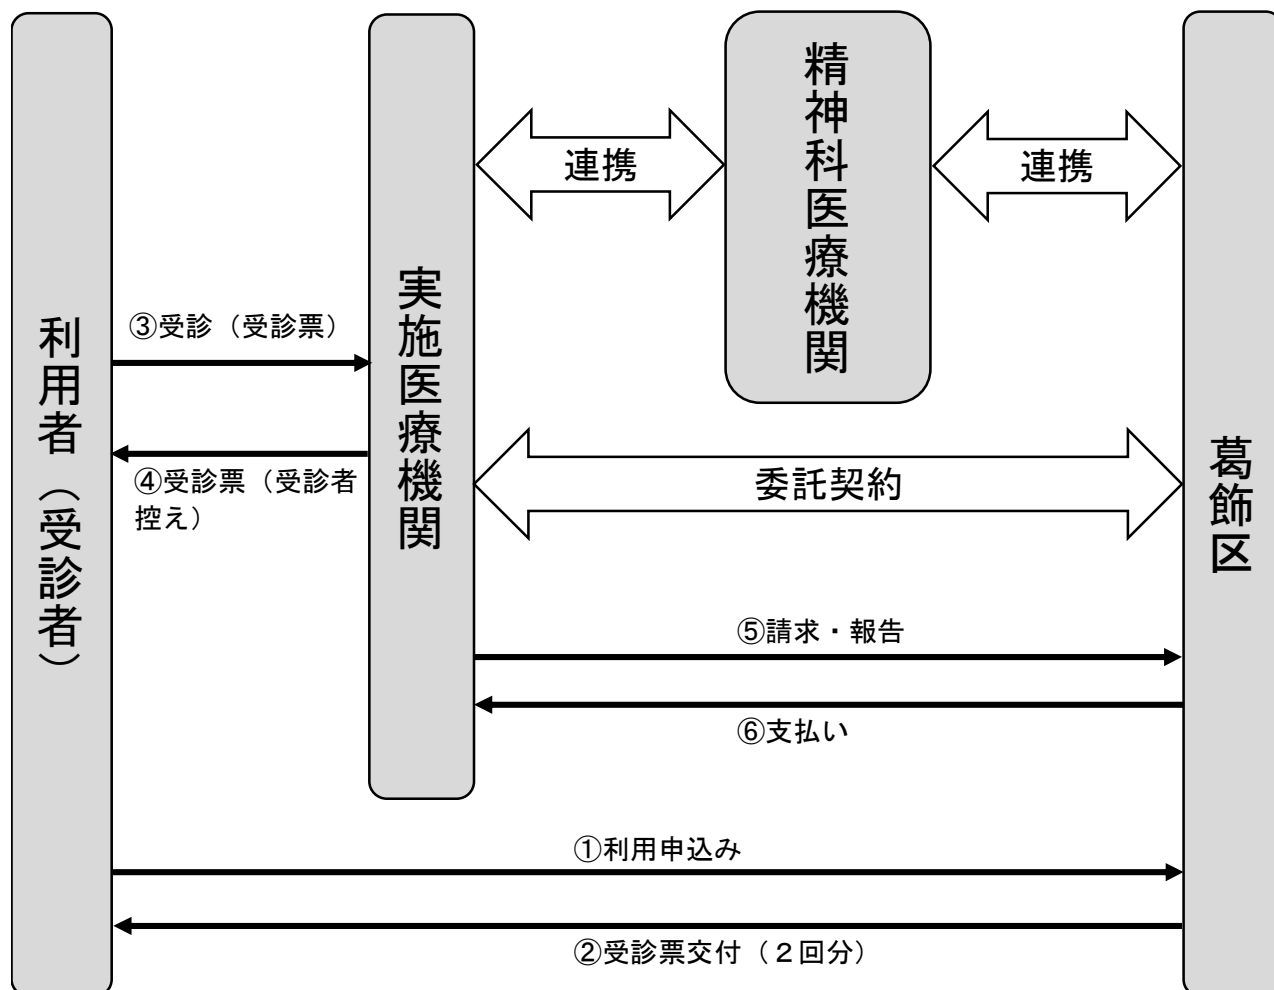 利用者（受診者）
実施医療機関
精神科医療機関
葛飾区
連携
連携
③受診（受診票）
④受診票（受診者
控え）
委託契約
⑤請求・報告
⑥支払い
①利用申込み
②受診票交付（２回分）